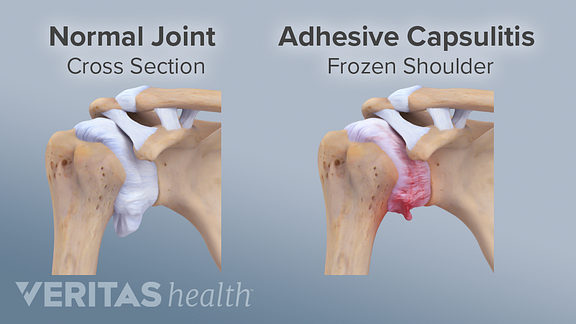 Normal Joint
Cross Section
Adhesive Capsulitis
Frozen Shoulder
VERITAS health